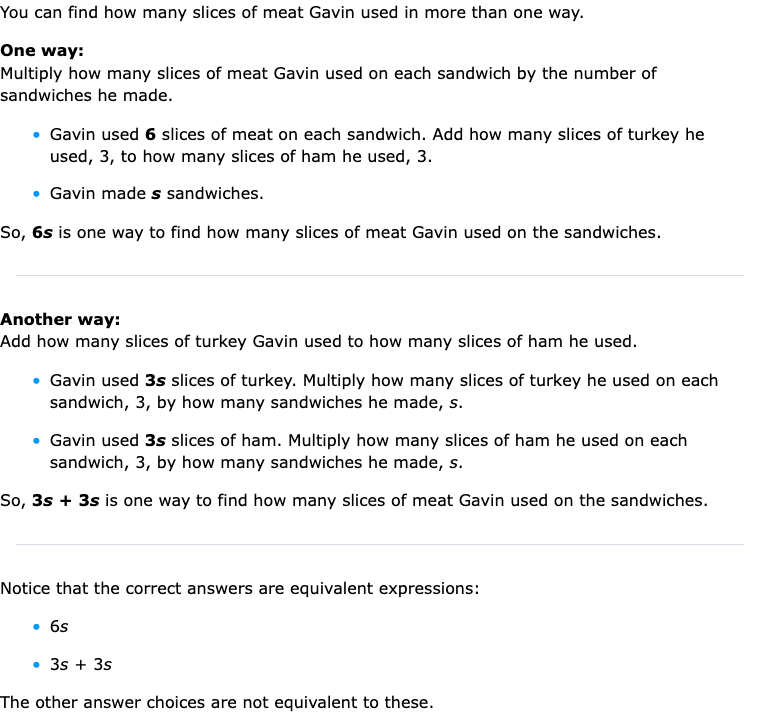 You can find how many slices of meat Gavin used in more than one way.
One way:
Multiply how many slices of meat Gavin used on each sandwich by the number of
sandwiches he made.
• Gavin used 6 slices of meat on each sandwich. Add how many slices of turkey he
used, 3, to how many slices of ham he used, 3.
• Gavin made s sandwiches.
So, 6s is one way to find how many slices of meat Gavin used on the sandwiches.
Another way:
Add how many slices of turkey Gavin used to how many slices of ham he used.
• Gavin used 3s slices of turkey. Multiply how many slices of turkey he used on each
sandwich, 3, by how many sandwiches he made, s.
• Gavin used 3s slices of ham. Multiply how many slices of ham he used on each
sandwich, 3, by how many sandwiches he made, s.
So, 3s + 3s is one way to find how many slices of meat Gavin used on the sandwiches.
Notice that the correct answers are equivalent expressions:
• 6s
• 3s + 3s
The other answer choices are not equivalent to these.